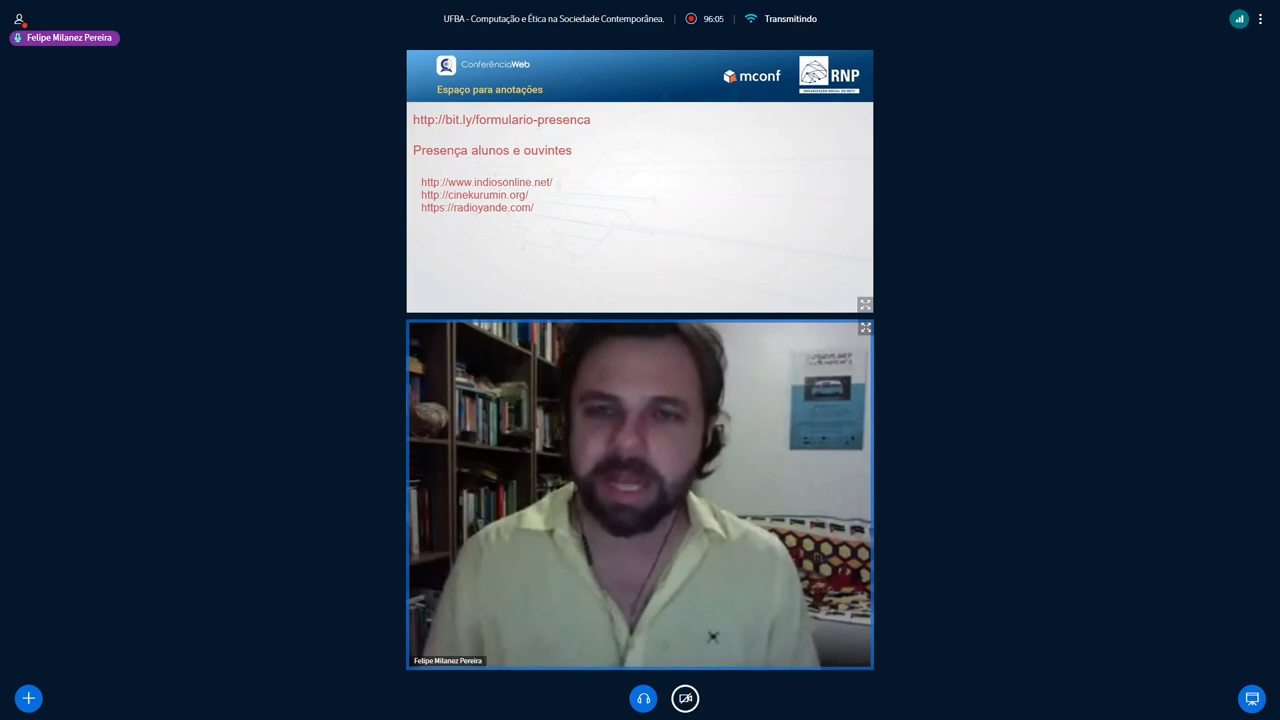 UFBA - Computação e Ética na Sociedade Contemporânea.
96:05
Transmitindo
Felipe Milanez Pereira
ConferênciaWeb
mconf
RNP
Espaço para anotações
http://bit.ly/formulario-presenca
Presença alunos e ouvintes
http://www.indiosonline.net/
http://cinekurumin.org/
https://radioyande.com/
Felipe Milanez Pereira